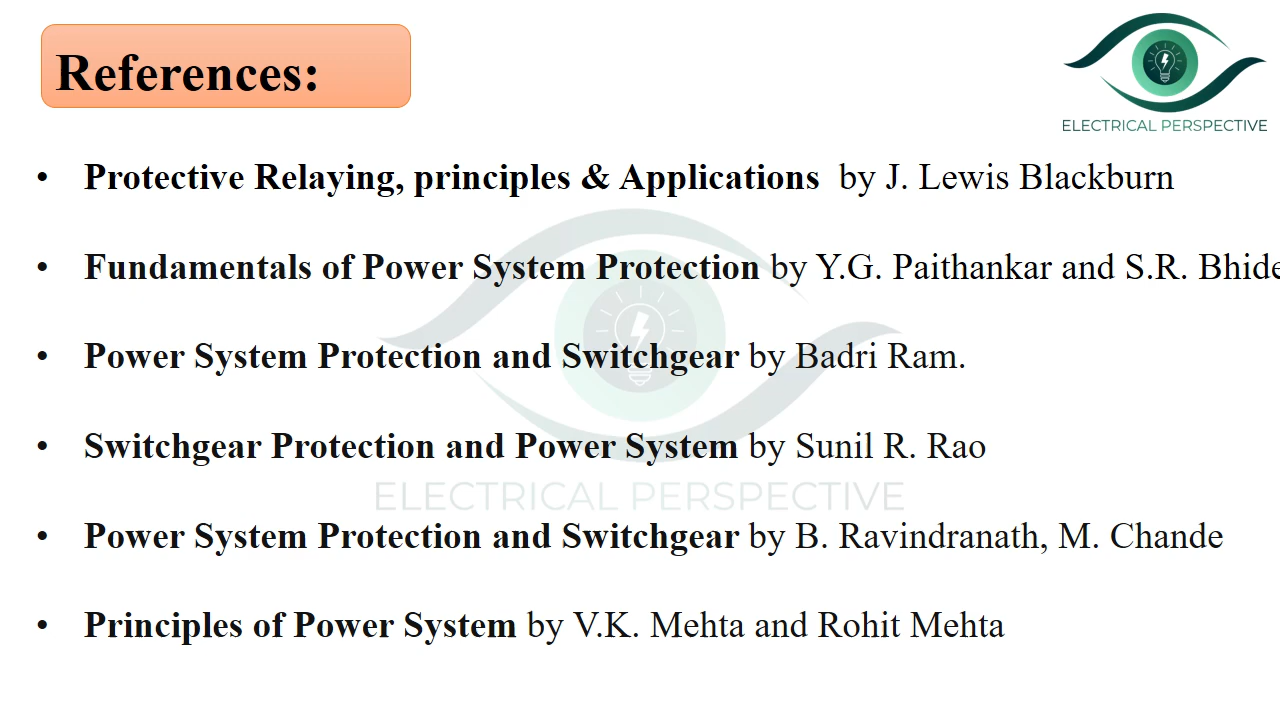 References:
ELECTRICAL PERSPECTIVE
• Protective Relaying, principles & Applications by J. Lewis Blackburn
• Fundamentals of Power System Protection by Y.G. Paithankar and S.R. Bhide
• Power System Protection and Switchgear by Badri Ram.
• Switchgear Protection and Power System by Sunil R. Rao
ELECTRICAL PERSPECTIVE
• Power System Protection and Switchgear by B. Ravindranath, M. Chande
• Principles of Power System by V.K. Mehta and Rohit Mehta